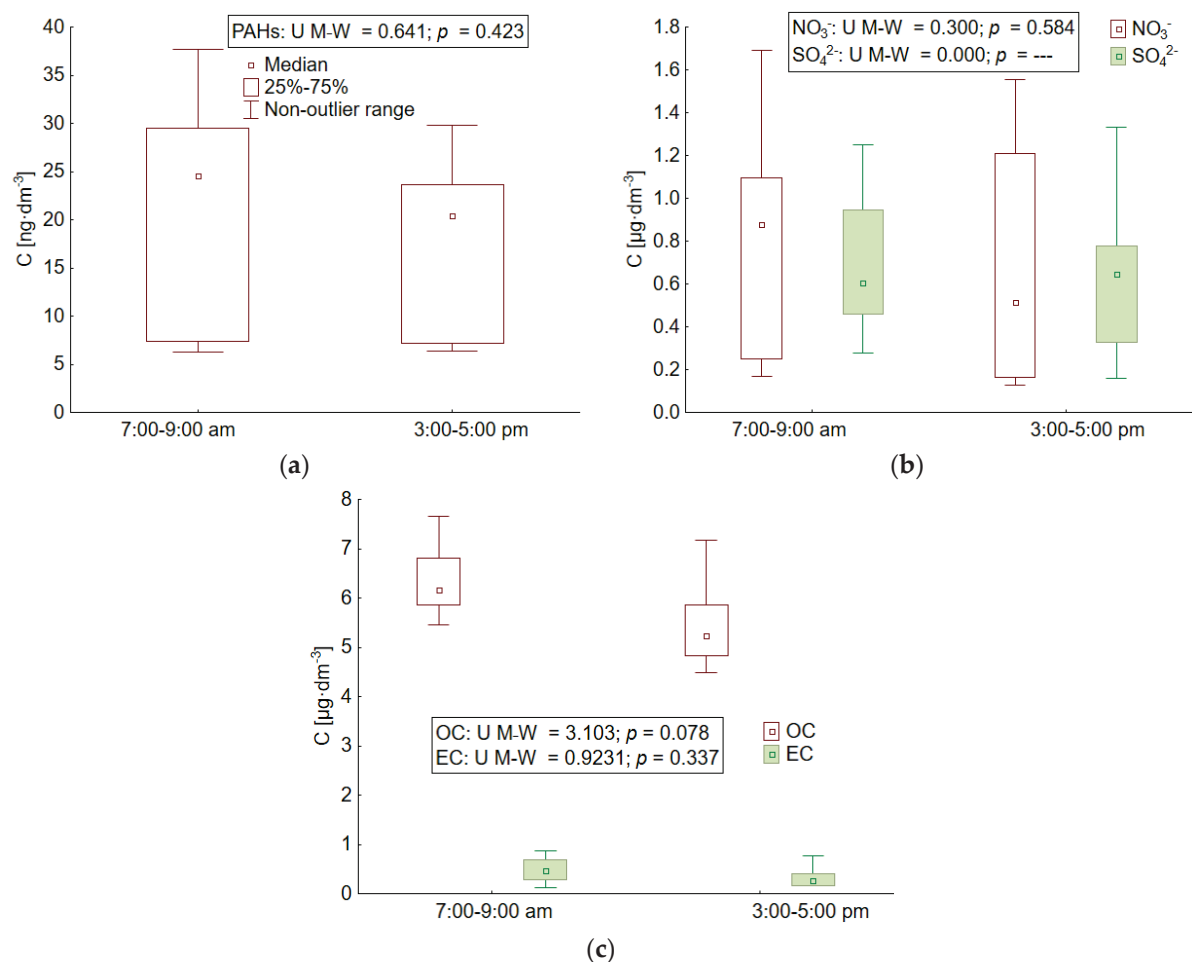 PAHs: U M-W = 0.641; p = 0.423
Median
25%-75%
Non-outlier range
C [ng·dm⁻³]
40
35
30
25
20
15
10
5
0
7:00-9:00 am 3:00-5:00 pm
(a)
NO₃⁻: U M-W = 0.300; p = 0.584
SO₄²⁻: U M-W = 0.000; p = ---
NO₃⁻
SO₄²⁻
C [µg·dm⁻³]
1.8
1.6
1.4
1.2
1.0
0.8
0.6
0.4
0.2
0.0
7:00-9:00 am 3:00-5:00 pm
(b)
C [µg·dm⁻³]
8
7
6
5
4
3
2
1
0
OC: U M-W = 3.103; p = 0.078
EC: U M-W = 0.9231; p = 0.337
OC
EC
7:00-9:00 am 3:00-5:00 pm
(c)